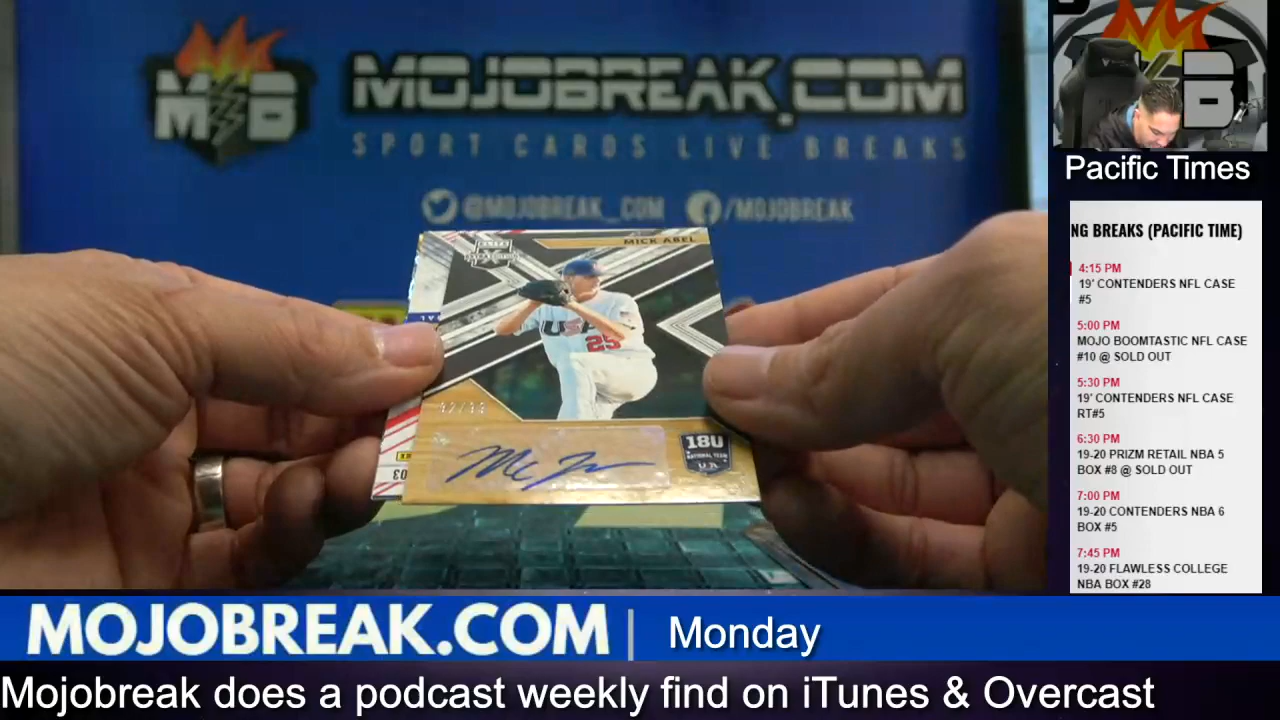 MOJOBREAK.COM
SPORT CARDS LIVE BREAKS
@MOJOBREAK_COM /MOJOBREAK
MB
B
Pacific Times
NG BREAKS (PACIFIC TIME)
4:15 PM
19' CONTENDERS NFL CASE
#5
5:00 PM
MOJO BOOMTASTIC NFL CASE
#10 @ SOLD OUT
5:30 PM
19' CONTENDERS NFL CASE
RT#5
6:30 PM
19-20 PRIZM RETAIL NBA 5
BOX #8 @ SOLD OUT
7:00 PM
19-20 CONTENDERS NBA 6
BOX #5
7:45 PM
19-20 FLAWLESS COLLEGE
NBA BOX #28
ELITE
MICK ABEL
USA
25
18U
NATIONAL TEAM
MOJOBREAK.COM | Monday
Mojobreak does a podcast weekly find on iTunes & Overcast